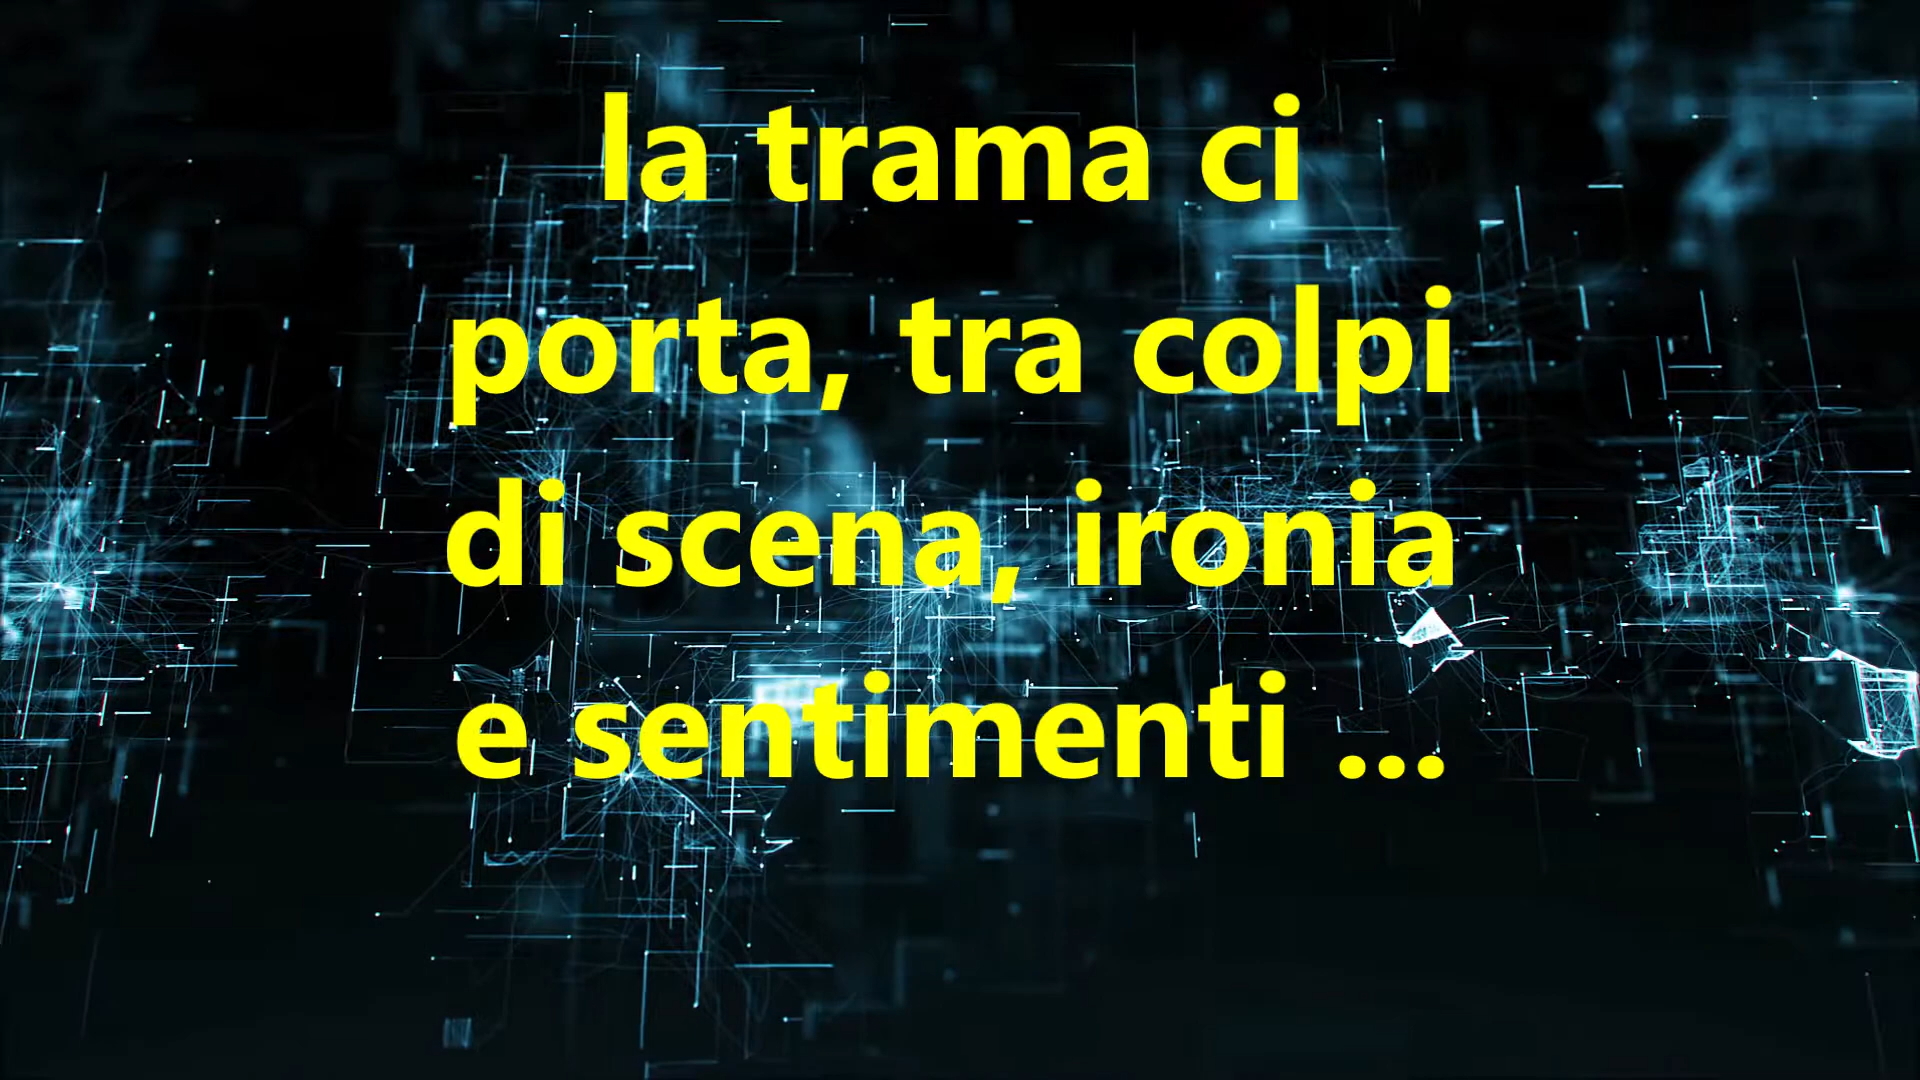 la trama ci
porta, tra colpi
di scena, ironia
e sentimenti ...